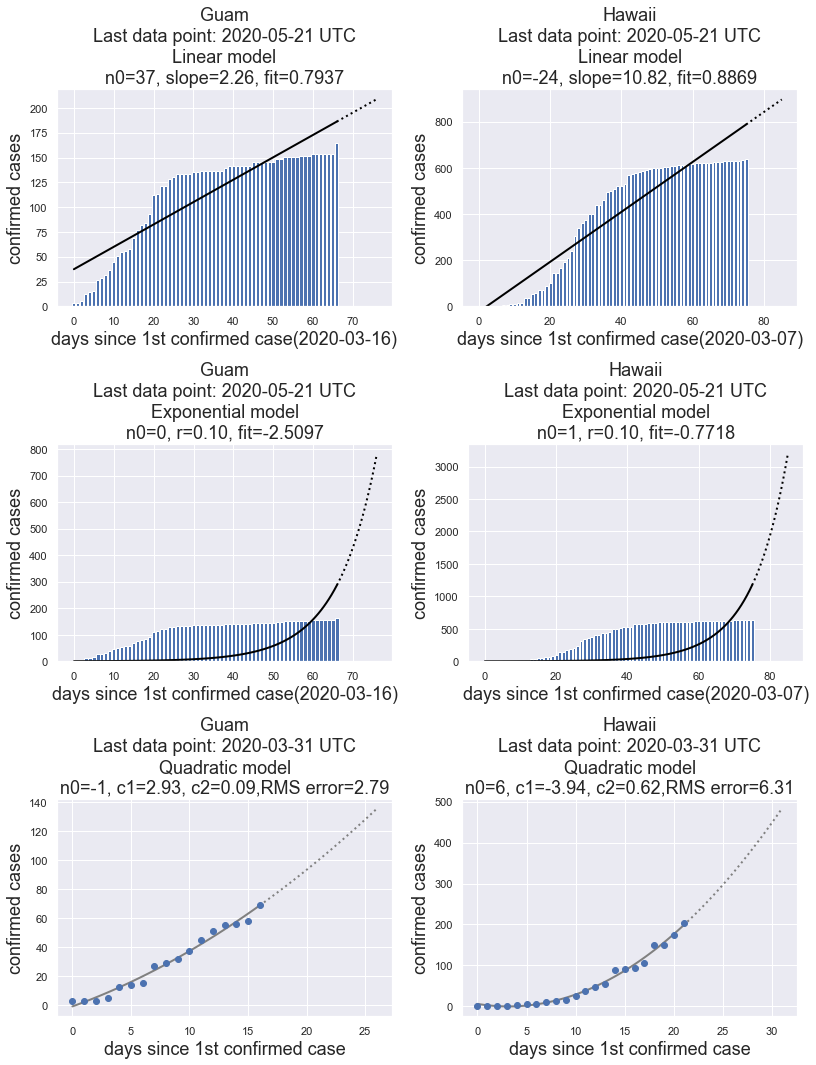 Guam
Last data point: 2020-05-21 UTC
Linear model
n0=37, slope=2.26, fit=0.7937
200
175
150
125
100
75
50
25
0
confirmed cases
0 10 20 30 40 50 60 70
days since 1st confirmed case(2020-03-16)
Hawaii
Last data point: 2020-05-21 UTC
Linear model
n0=-24, slope=10.82, fit=0.8869
800
600
400
200
0
confirmed cases
0 20 40 60 80
days since 1st confirmed case(2020-03-07)
Guam
Last data point: 2020-05-21 UTC
Exponential model
n0=0, r=0.10, fit=-2.5097
800
700
600
500
400
300
200
100
0
confirmed cases
0 10 20 30 40 50 60 70
days since 1st confirmed case(2020-03-16)
Hawaii
Last data point: 2020-05-21 UTC
Exponential model
n0=1, r=0.10, fit=-0.7718
3000
2500
2000
1500
1000
500
0
confirmed cases
0 20 40 60 80
days since 1st confirmed case(2020-03-07)
Guam
Last data point: 2020-03-31 UTC
Quadratic model
n0=-1, c1=2.93, c2=0.09,RMS error=2.79
140
120
100
80
60
40
20
0
confirmed cases
0 5 10 15 20 25
days since 1st confirmed case
Hawaii
Last data point: 2020-03-31 UTC
Quadratic model
n0=6, c1=-3.94, c2=0.62,RMS error=6.31
500
400
300
200
100
0
confirmed cases
0 5 10 15 20 25 30
days since 1st confirmed case